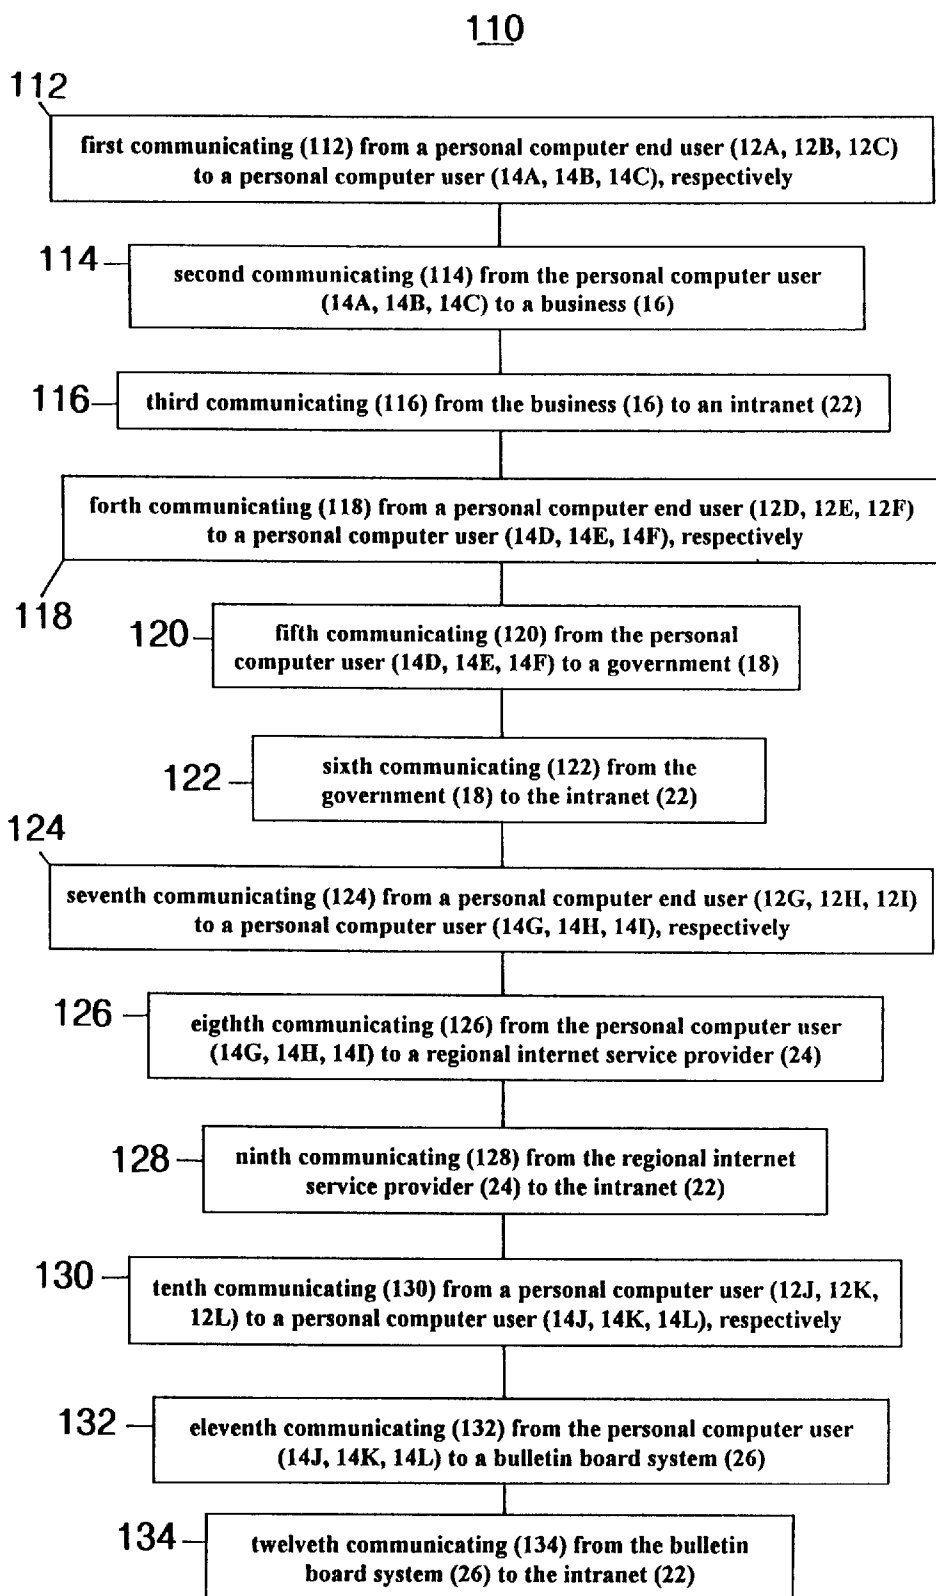 110
112
first communicating (112) from a personal computer end user (12A, 12B, 12C)
to a personal computer user (14A, 14B, 14C), respectively
114
second communicating (114) from the personal computer user
(14A, 14B, 14C) to a business (16)
116
third communicating (116) from the business (16) to an intranet (22)
forth communicating (118) from a personal computer end user (12D, 12E, 12F)
to a personal computer user (14D, 14E, 14F), respectively
118
120
fifth communicating (120) from the personal
computer user (14D, 14E, 14F) to a government (18)
122
sixth communicating (122) from the
government (18) to the intranet (22)
124
seventh communicating (124) from a personal computer end user (12G, 12H, 12I)
to a personal computer user (14G, 14H, 14I), respectively
126
eigthth communicating (126) from the personal computer user
(14G, 14H, 14I) to a regional internet service provider (24)
128
ninth communicating (128) from the regional internet
service provider (24) to the intranet (22)
130
tenth communicating (130) from a personal computer user (12J, 12K,
12L) to a personal computer user (14J, 14K, 14L), respectively
132
eleventh communicating (132) from the personal computer user
(14J, 14K, 14L) to a bulletin board system (26)
134
twelveth communicating (134) from the bulletin
board system (26) to the intranet (22)